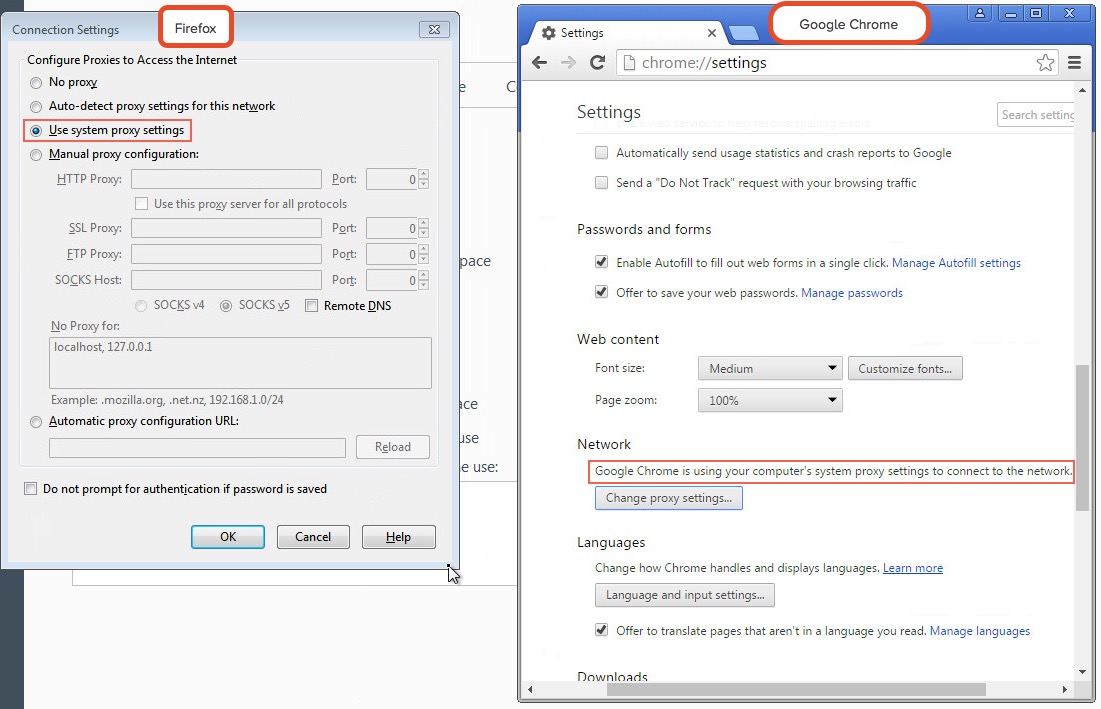 Connection Settings
Firefox
Configure Proxies to Access the Internet
No proxy
Auto-detect proxy settings for this network
Use system proxy settings
Manual proxy configuration:
HTTP Proxy:
Port:
0
Use this proxy server for all protocols
SSL Proxy:
Port:
0
FTP Proxy:
Port:
0
SOCKS Host:
Port:
0
SOCKS v4
SOCKS v5
Remote DNS
No Proxy for:
localhost, 127.0.0.1
Example: .mozilla.org, .net.nz, 192.168.1.0/24
Automatic proxy configuration URL:
Reload
Do not prompt for authentication if password is saved
OK
Cancel
Help
e
C
pace
ace
use
e use:
Google Chrome
Settings
chrome://settings
Settings
Search setting
Automatically send usage statistics and crash reports to Google
Send a "Do Not Track" request with your browsing traffic
Passwords and forms
Enable Autofill to fill out web forms in a single click. Manage Autofill settings
Offer to save your web passwords. Manage passwords
Web content
Font size:
Medium
Customize fonts...
Page zoom:
100%
Network
Google Chrome is using your computer's system proxy settings to connect to the network.
Change proxy settings...
Languages
Change how Chrome handles and displays languages. Learn more
Language and input settings...
Offer to translate pages that aren't in a language you read. Manage languages
Downloads